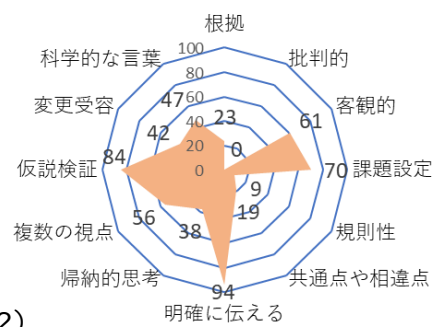 根拠
100
科学的な言葉
批判的
80
60
変更受容
47
40
23
61
客観的
42
20
0
仮説検証
84
0
70
課題設定
9
複数の視点
56
38
19
規則性
帰納的思考
共通点や相違点
94
明確に伝える
2）